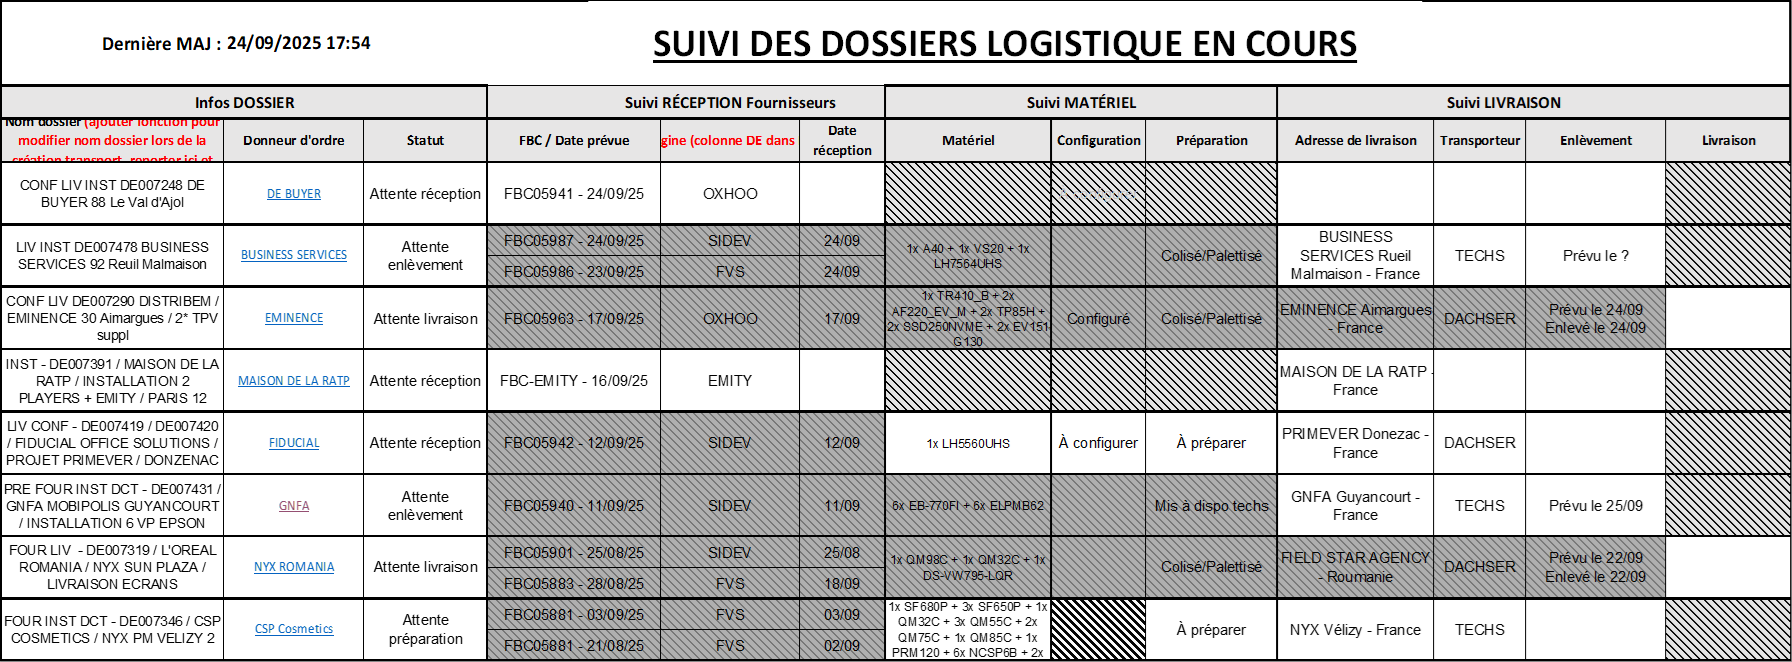 Dernière MAJ : 24/09/2025 17:54
SUIVI DES DOSSIERS LOGISTIQUE EN COURS
Infos DOSSIER
Suivi RÉCEPTION Fournisseurs
Suivi MATÉRIEL
Suivi LIVRAISON
Nom dossier (ajouter fonction pour
modifier nom dossier lors de la
création transport, reporter ici et
Donneur d'ordre
Statut
FBC / Date prévue
gine (colonne DE dans
Date
réception
Matériel
Configuration
Préparation
Adresse de livraison
Transporteur
Enlèvement
Livraison
CONF LIV INST DE007248 DE
BUYER 88 Le Val d'Ajol
DE BUYER
Attente réception
FBC05941 - 24/09/25
OXHOO
LIV INST DE007478 BUSINESS
SERVICES 92 Reuil Malmaison
BUSINESS SERVICES
Attente
enlèvement
FBC05987 - 24/09/25
SIDEV
24/09
FBC05986 - 23/09/25
FVS
24/09
1x A40 + 1x VS20 + 1x
LH7564UHS
Colisé/Palettisé
BUSINESS
SERVICES Rueil
Malmaison - France
TECHS
Prévu le ?
CONF LIV DE007290 DISTRIBEM /
EMINENCE 30 Aimargues / 2* TPV
suppl
EMINENCE
Attente livraison
FBC05963 - 17/09/25
OXHOO
17/09
1x TR410_B + 2x
AF220_EV_M + 2x TP85H +
2x SSD250NVME + 2x EV151-
G130
Configuré
Colisé/Palettisé
EMINENCE Aimargues
- France
DACHSER
Prévu le 24/09
Enlevé le 24/09
INST - DE007391 / MAISON DE LA
RATP / INSTALLATION 2
PLAYERS + EMITY / PARIS 12
MAISON DE LA RATP
Attente réception
FBC-EMITY - 16/09/25
EMITY
MAISON DE LA RATP -
France
LIV CONF - DE007419 / DE007420
/ FIDUCIAL OFFICE SOLUTIONS /
PROJET PRIMEVER / DONZENAC
FIDUCIAL
Attente réception
FBC05942 - 12/09/25
SIDEV
12/09
1x LH5560UHS
À configurer
À préparer
PRIMEVER Donezac -
France
DACHSER
PRE FOUR INST DCT - DE007431 /
GNFA MOBIPOLIS GUYANCOURT
/ INSTALLATION 6 VP EPSON
GNFA
Attente
enlèvement
FBC05940 - 11/09/25
SIDEV
11/09
6x EB-770FI + 6x ELPMB62
Mis à dispo techs
GNFA Guyancourt -
France
TECHS
Prévu le 25/09
FOUR LIV  - DE007319 / L'OREAL
ROMANIA / NYX SUN PLAZA /
LIVRAISON ECRANS
NYX ROMANIA
Attente livraison
FBC05901 - 25/08/25
SIDEV
25/08
FBC05883 - 28/08/25
FVS
18/09
1x QM98C + 1x QM32C + 1x
DS-VW795-LQR
Colisé/Palettisé
FIELD STAR AGENCY
- Roumanie
DACHSER
Prévu le 22/09
Enlevé le 22/09
FOUR INST DCT - DE007346 / CSP
COSMETICS / NYX PM VELIZY 2
CSP Cosmetics
Attente
préparation
FBC05881 - 03/09/25
FVS
03/09
FBC05881 - 21/08/25
FVS
02/09
1x SF680P + 3x SF650P + 1x
QM32C + 3x QM55C + 2x
QM75C + 1x QM85C + 1x
PRM120 + 6x NCSP6B + 2x
À préparer
NYX Vélizy - France
TECHS